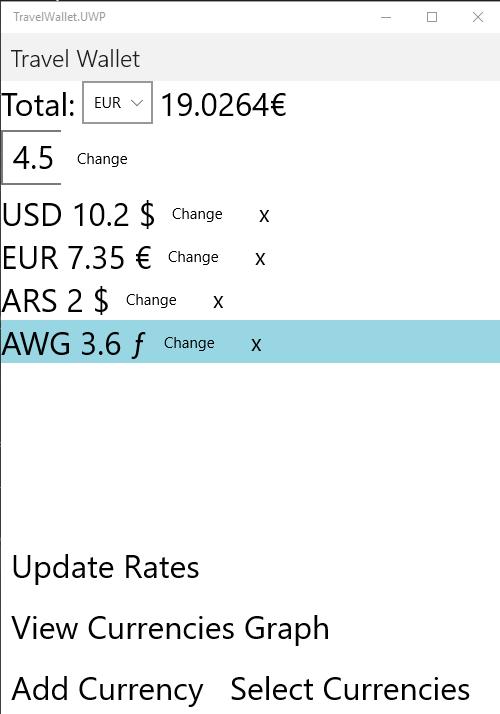 TravelWallet.UWP
Travel Wallet
Total: EUR 19.0264€
4.5 Change
USD 10.2 $ Change x
EUR 7.35 € Change x
ARS 2 $ Change x
AWG 3.6 ƒ Change x
Update Rates
View Currencies Graph
Add Currency Select Currencies